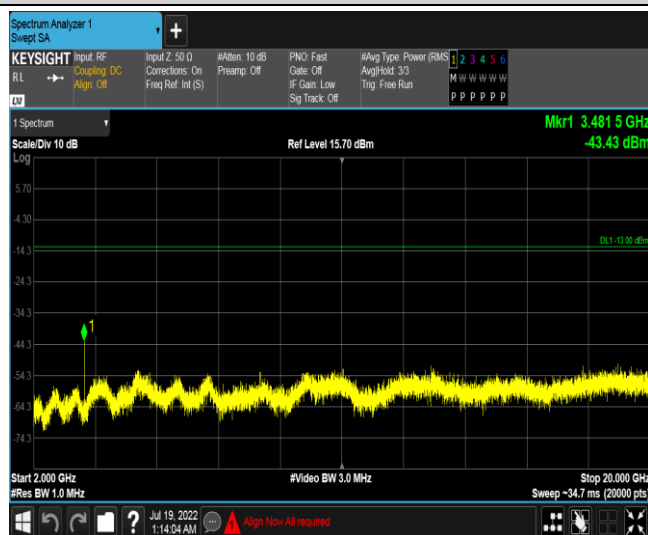 Spectrum Analyzer 1
Swept SA
+
KEYSIGHT
RL
LXI
Input: RF
Coupling: DC
Align: Off
Input Z: 50 Ω
Corrections: On
Freq Ref: Int (S)
#Atten: 10 dB
Preamp: Off
PNO: Fast
Gate: Off
IF Gain: Low
Sig Track: Off
#Avg Type: Power (RMS
Avg|Hold: 3/3
Trig: Free Run
1 2 3 4 5 6
M W W W W W
P P P P P P
1 Spectrum
Mkr1 3.481 5 GHz
Scale/Div 10 dB
Ref Level 15.70 dBm
-43.43 dBm
Log
5.70
-4.30
DL1 -13.00 dBm
-14.3
-24.3
-34.3
1
-44.3
-54.3
-64.3
-74.3
Start 2.000 GHz
#Video BW 3.0 MHz
Stop 20.000 GHz
#Res BW 1.0 MHz
Sweep ~34.7 ms (20000 pts)
?
Jul 19, 2022
1:14:04 AM
1
Align Now All required